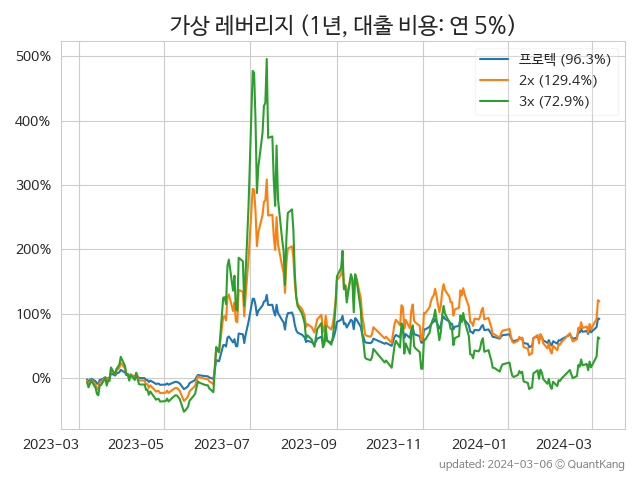 가상 레버리지 (1년, 대출 비용: 연 5%)
500%
400%
300%
200%
100%
0%
프로텍 (96.3%)
2x (129.4%)
3x (72.9%)
2023-03
2023-05
2023-07
2023-09
2023-11
2024-01
2024-03
updated: 2024-03-06 © QuantKang